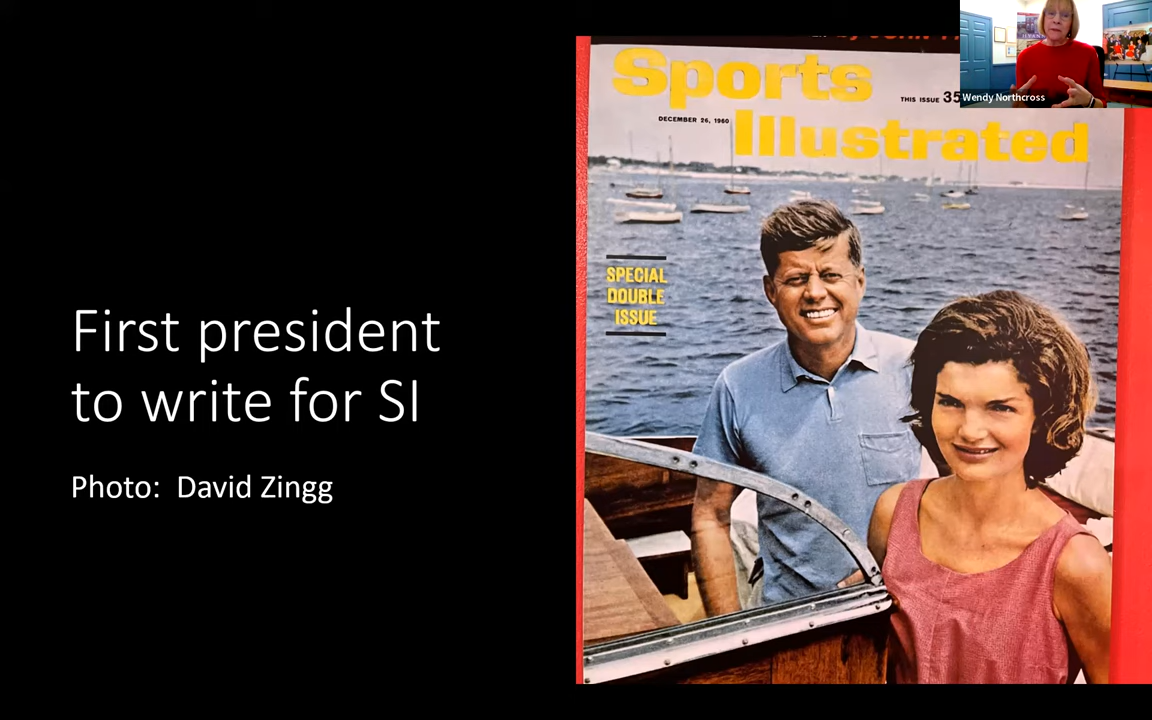 First president
to write for SI
Photo: David Zingg
Sports
THIS ISSUE 35
DECEMBER 26, 1960
Illustrated
SPECIAL
DOUBLE
ISSUE
Wendy Northcross